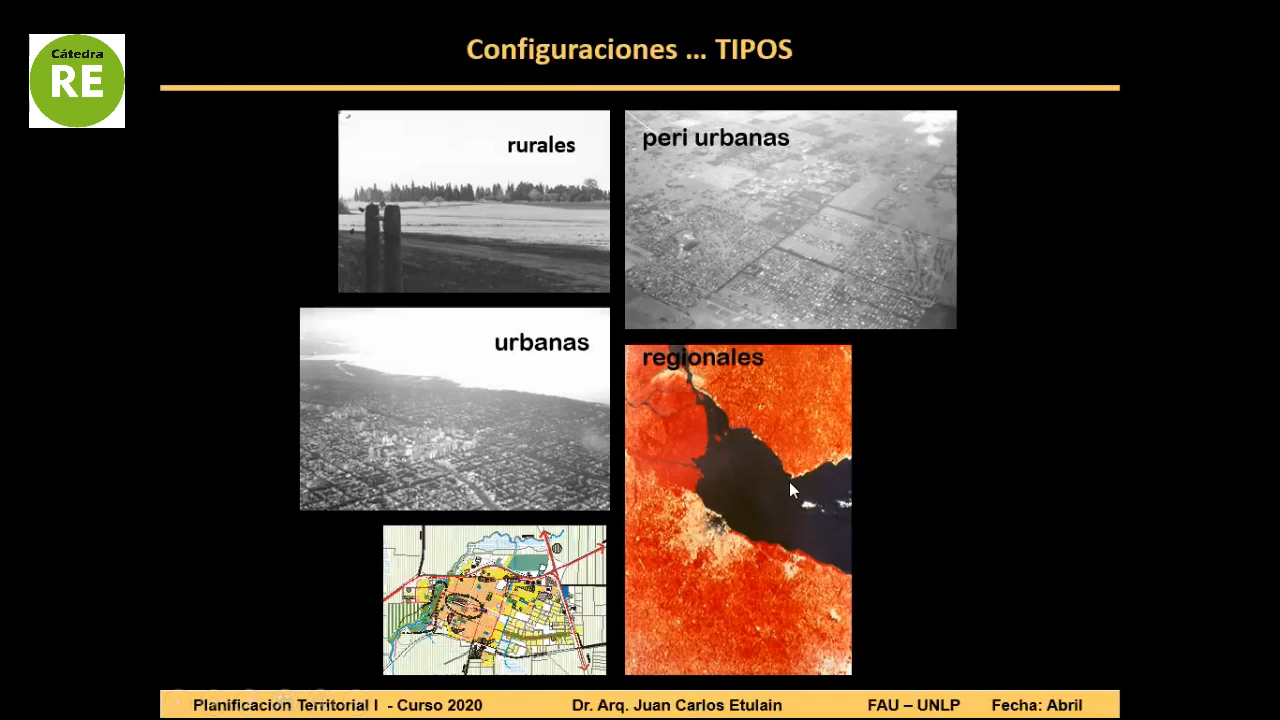 Cátedra
RE
Configuraciones ... TIPOS
rurales
peri urbanas
urbanas
regionales
Planificación Territorial I - Curso 2020 Dr. Arq. Juan Carlos Etulain FAU – UNLP Fecha: Abril